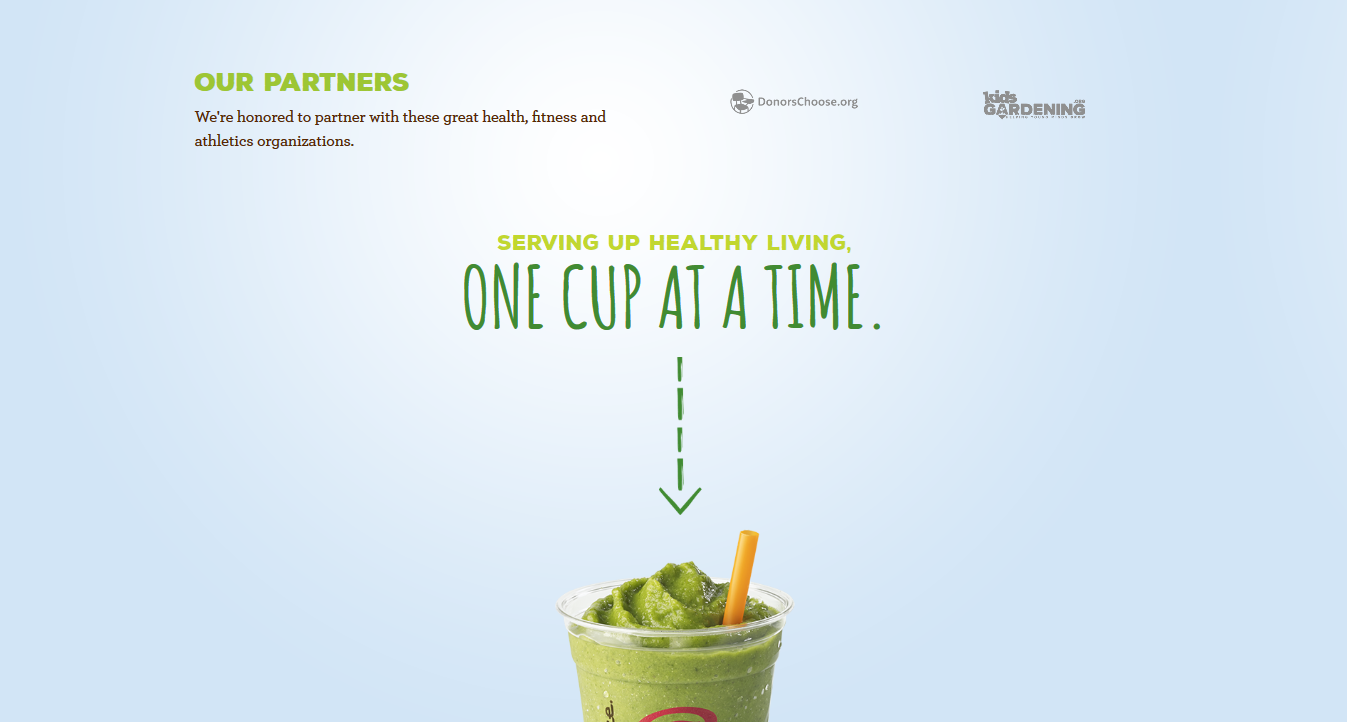 OUR PARTNERS
We're honored to partner with these great health, fitness and
athletics organizations.
DonorsChoose.org
kids
GARDENING
SERVING UP HEALTHY LIVING,
ONE CUP AT A TIME.